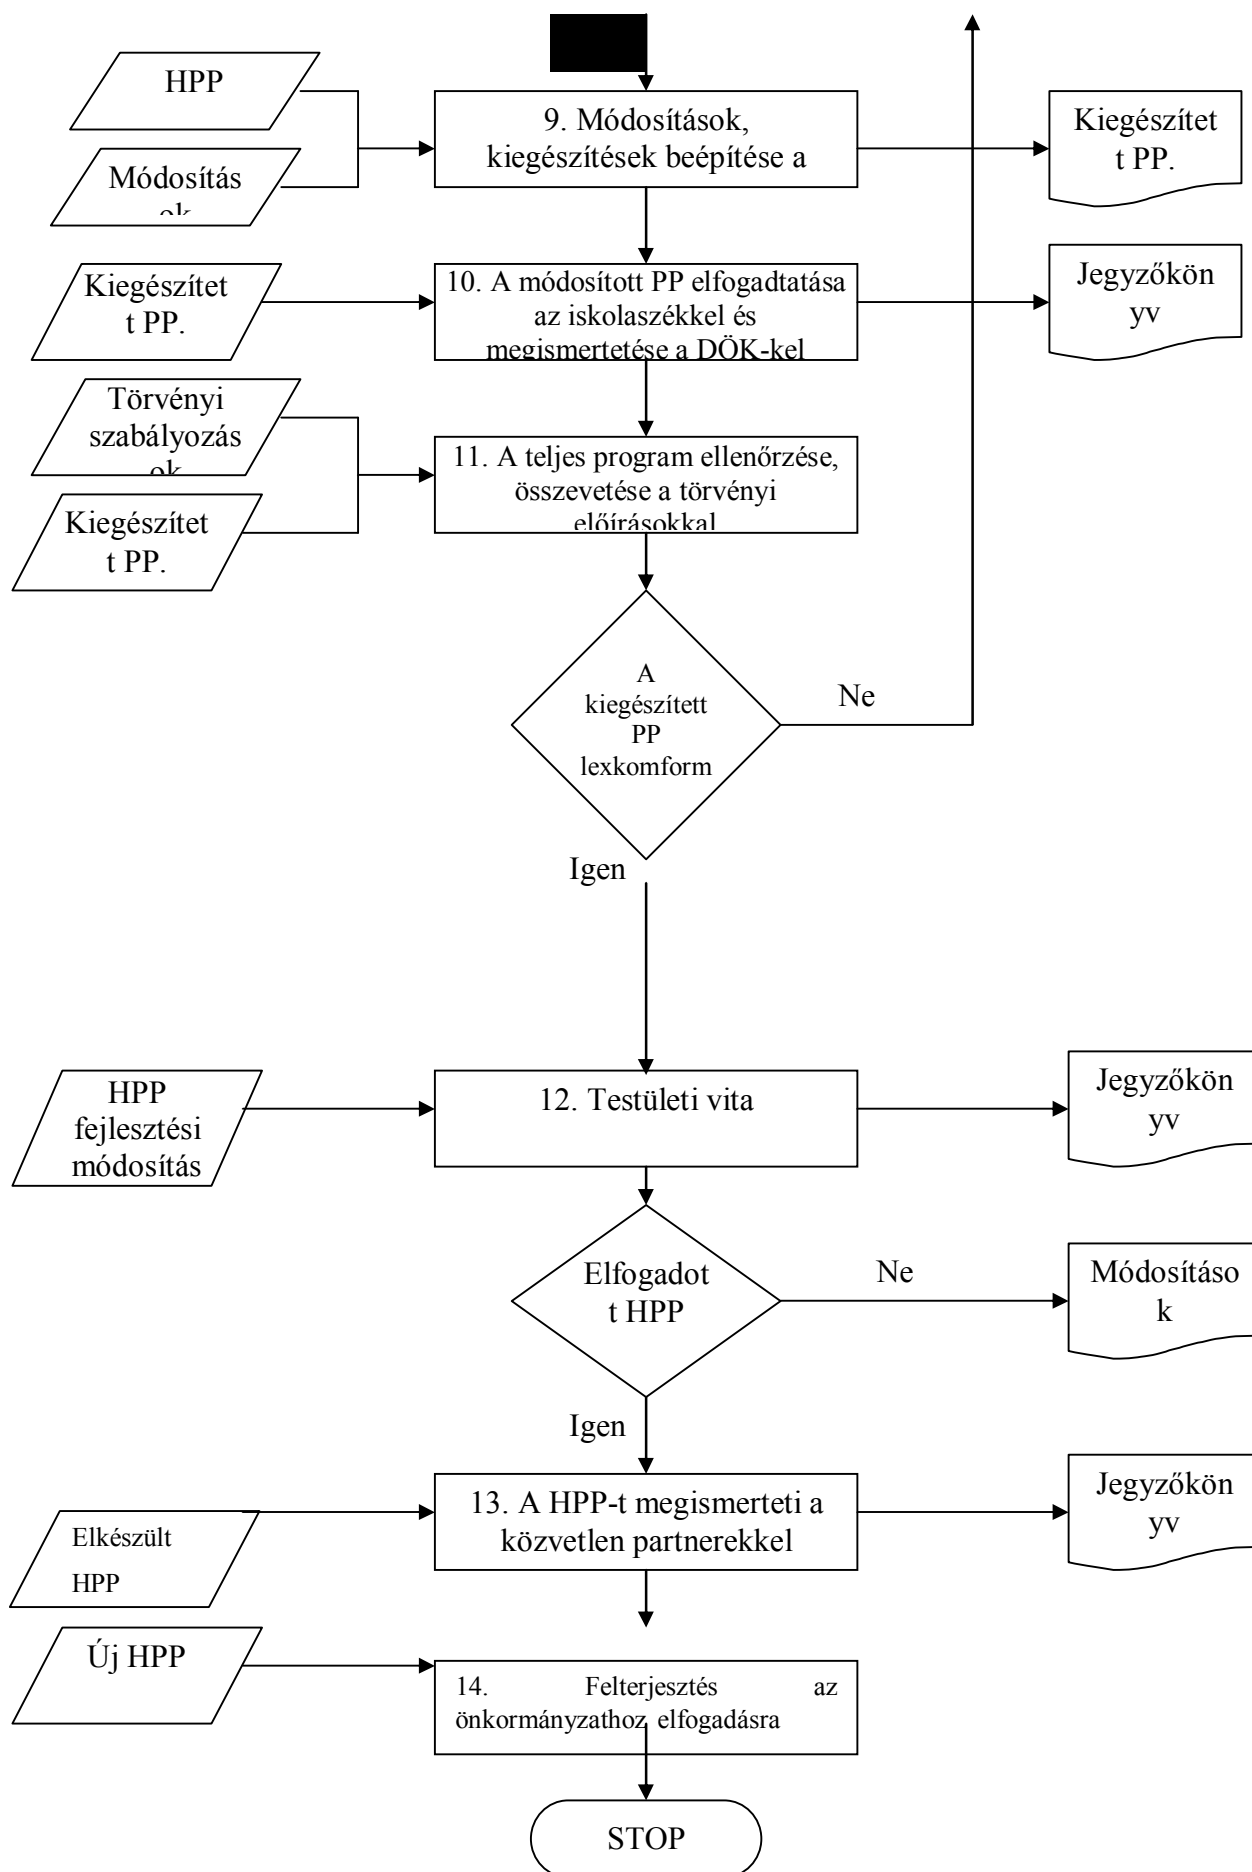 HPP
9. Módosítások,
kiegészítések beépítése a
Kiegészítet
t PP.
Módosítás
ok
Kiegészítet
t PP.
10. A módosított PP elfogadtatása
az iskolaszékkel és
megismertetése a DÖK-kel
Jegyzőkön
yv
Törvényi
szabályozás
ok
11. A teljes program ellenőrzése,
összevetése a törvényi
előírásokkal
Kiegészítet
t PP.
A
kiegészített
PP
lexkomform
Ne
Igen
HPP
fejlesztési
módosítás
12. Testületi vita
Jegyzőkön
yv
Elfogadot
t HPP
Ne
Módosításo
k
Igen
13. A HPP-t megismerteti a
közvetlen partnerekkel
Jegyzőkön
yv
Elkészült
HPP
Új HPP
14. Felterjesztés az
önkormányzathoz elfogadásra
STOP